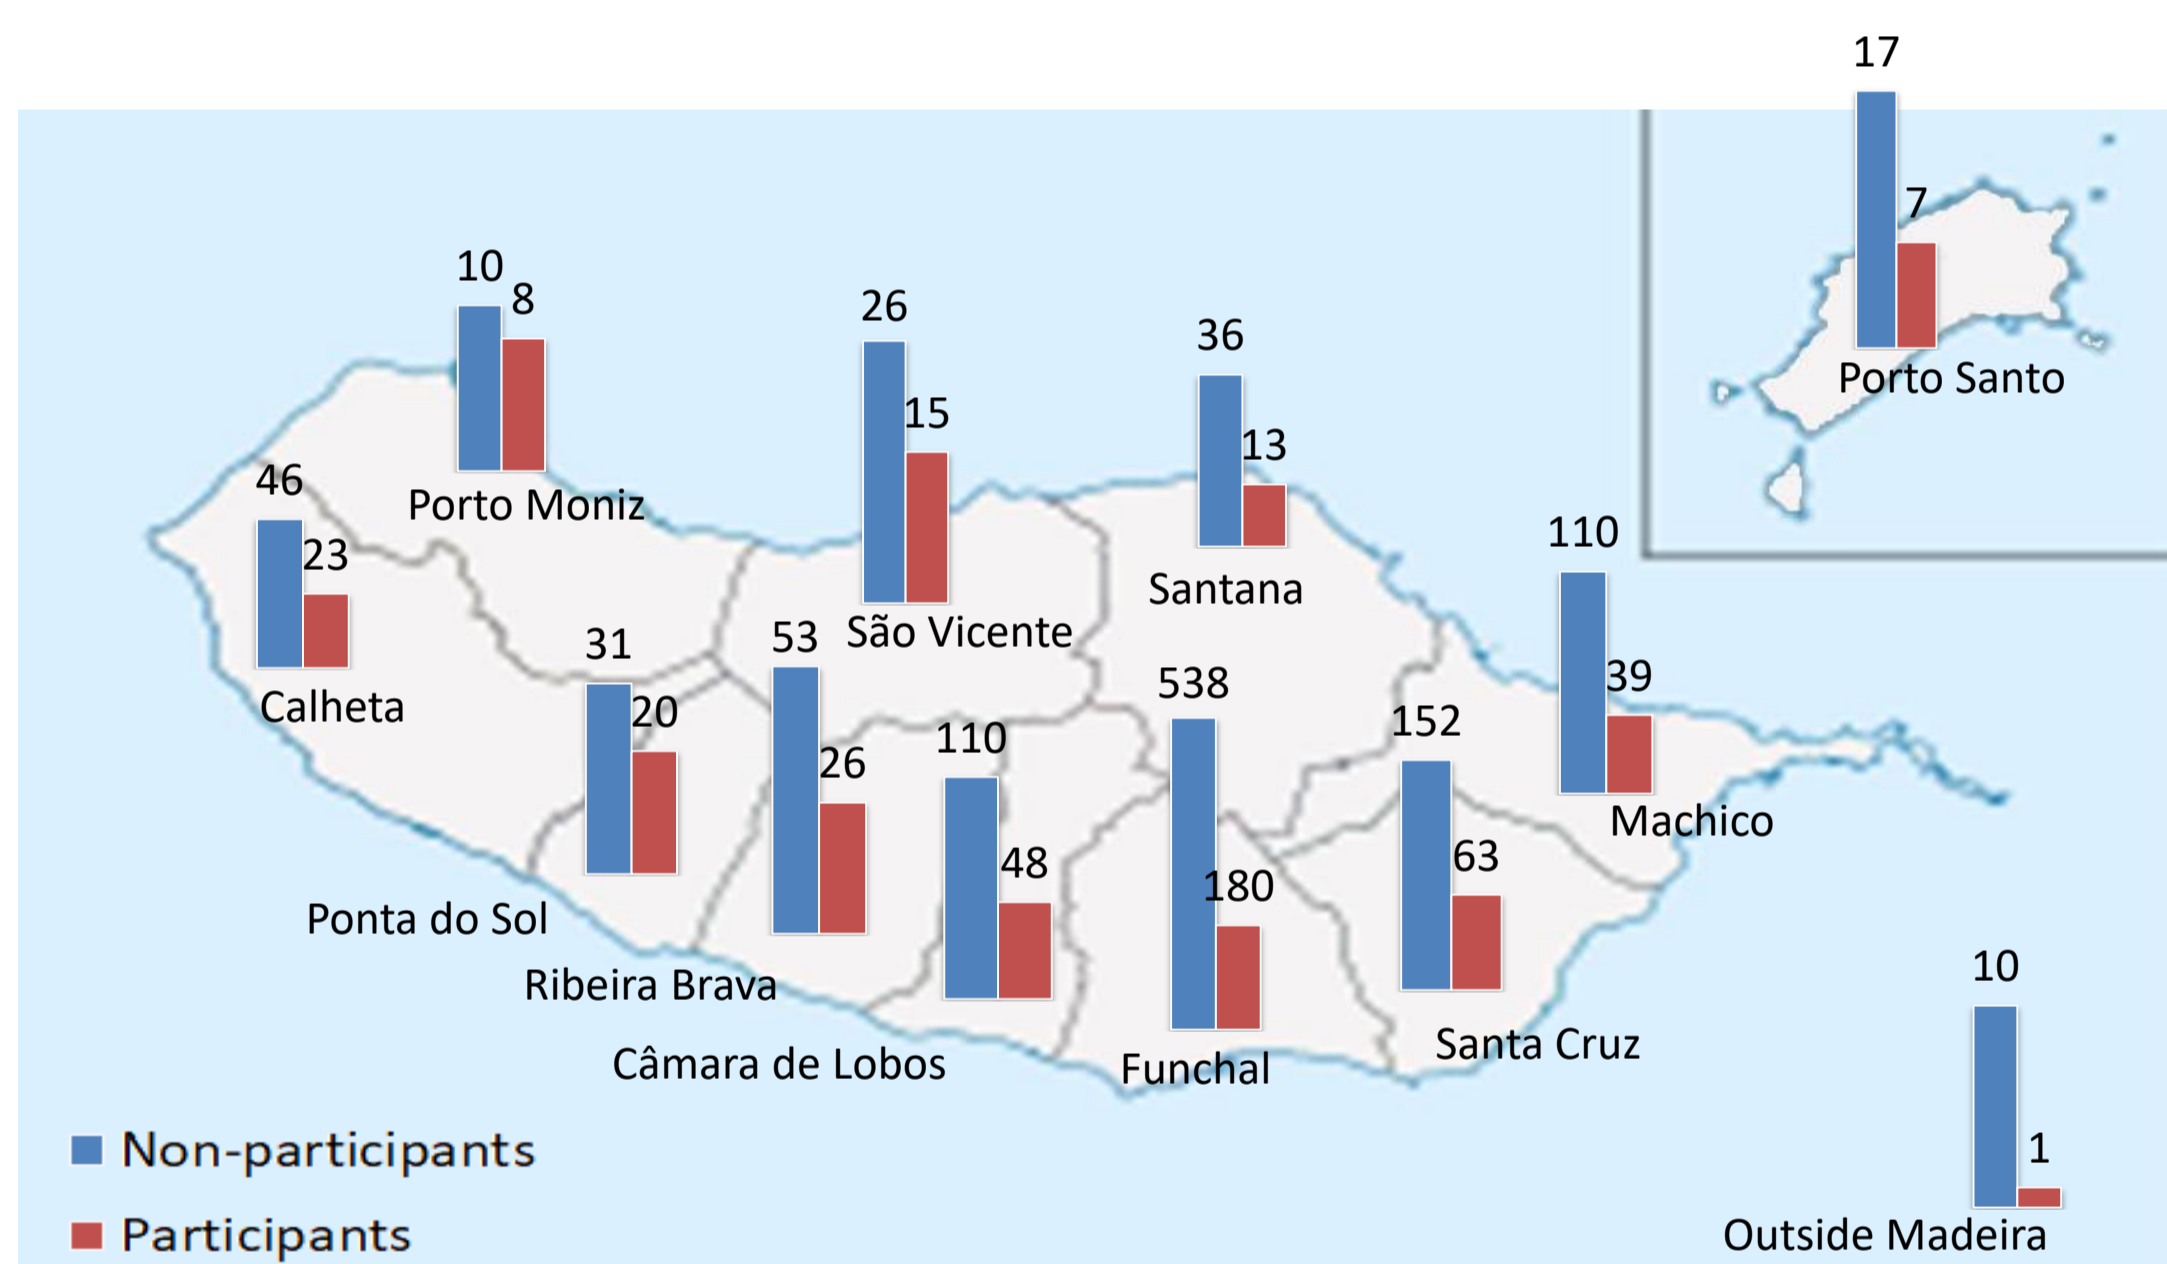 17
7
Porto Santo
10
8
Porto Moniz
26
15
São Vicente
36
13
Santana
46
23
Calheta
110
39
Machico
31
20
Ponta do Sol
53
26
Ribeira Brava
110
48
Câmara de Lobos
538
180
Funchal
152
63
Santa Cruz
10
1
Outside Madeira
Non-participants
Participants